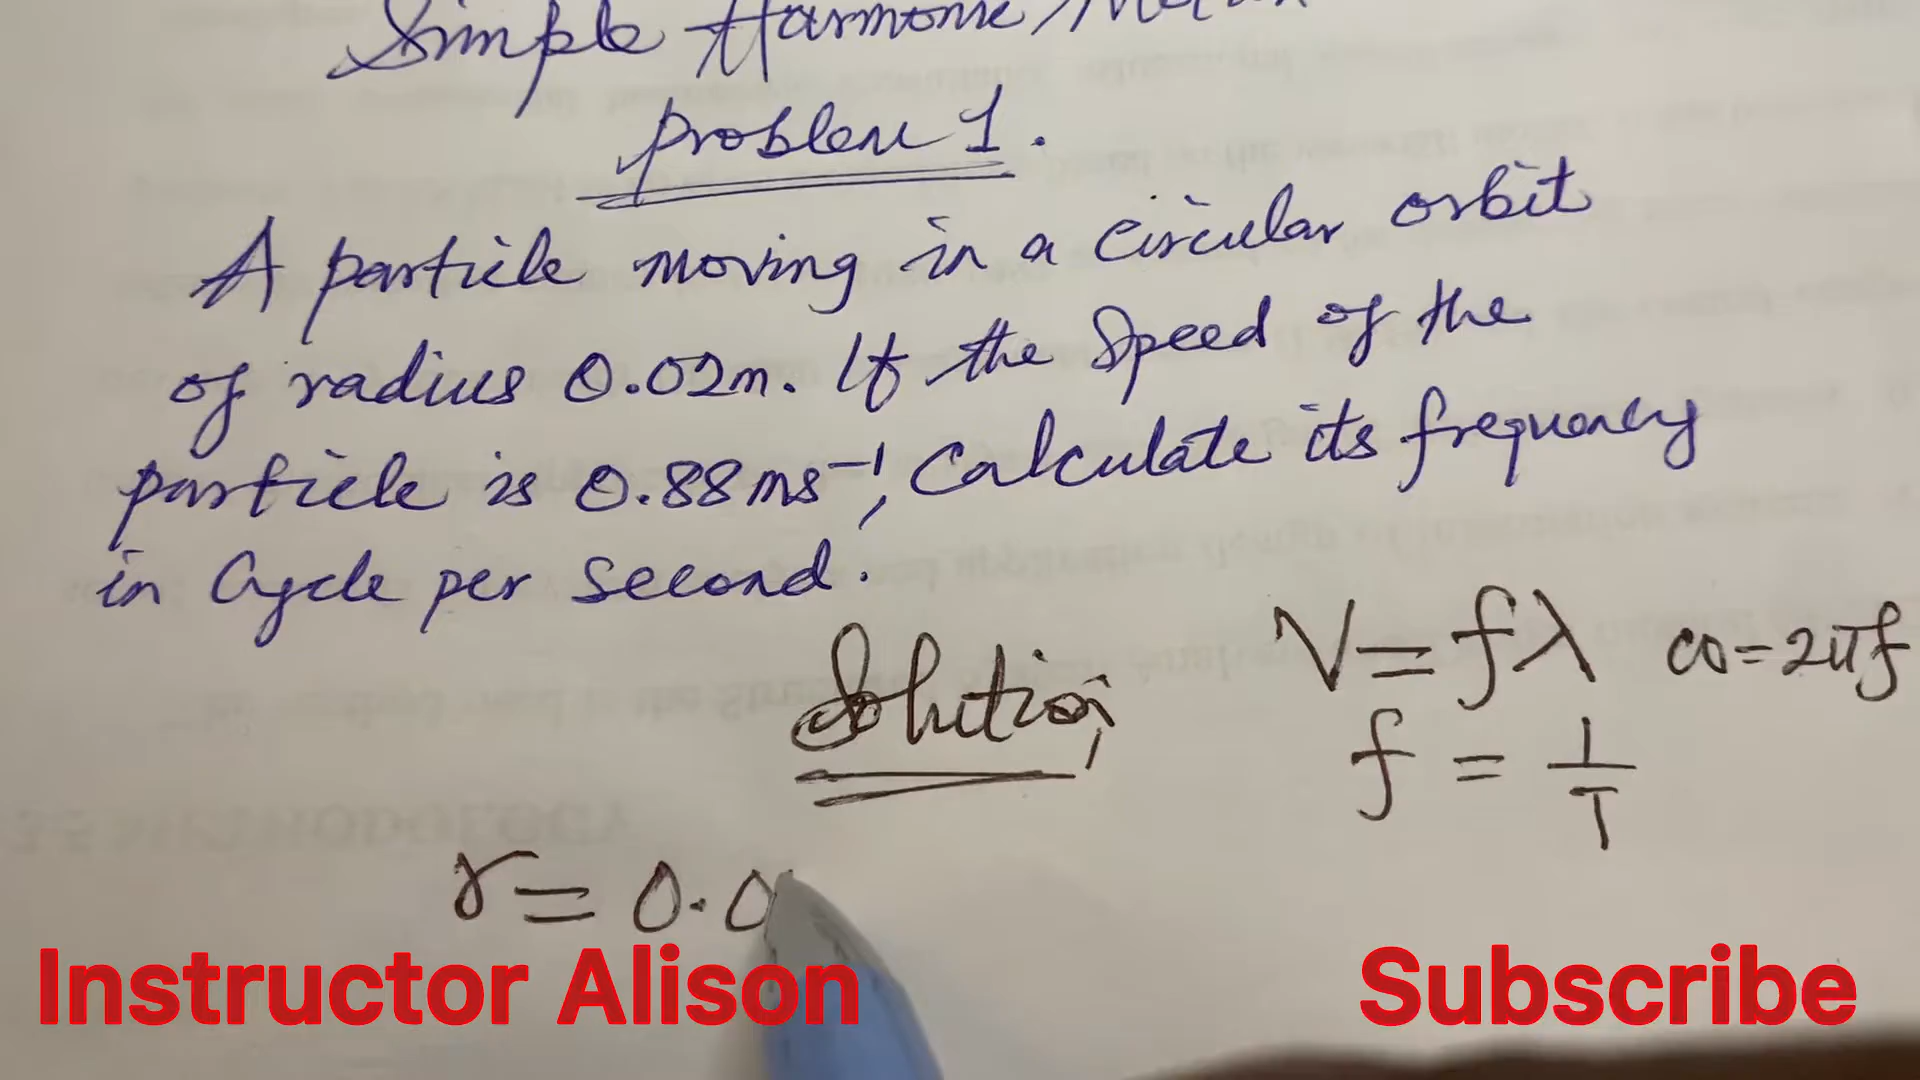 Simple Harmonic Motion
Problem 1.
A particle moving in a circular orbit
of radius 0.02m. If the speed of the
particle is 0.88ms⁻¹, Calculate its frequency
in Cycle per second.
Solution,
V = fλ ω = 2πf
f = 1/T
r = 0.0
Instructor Alison
Subscribe